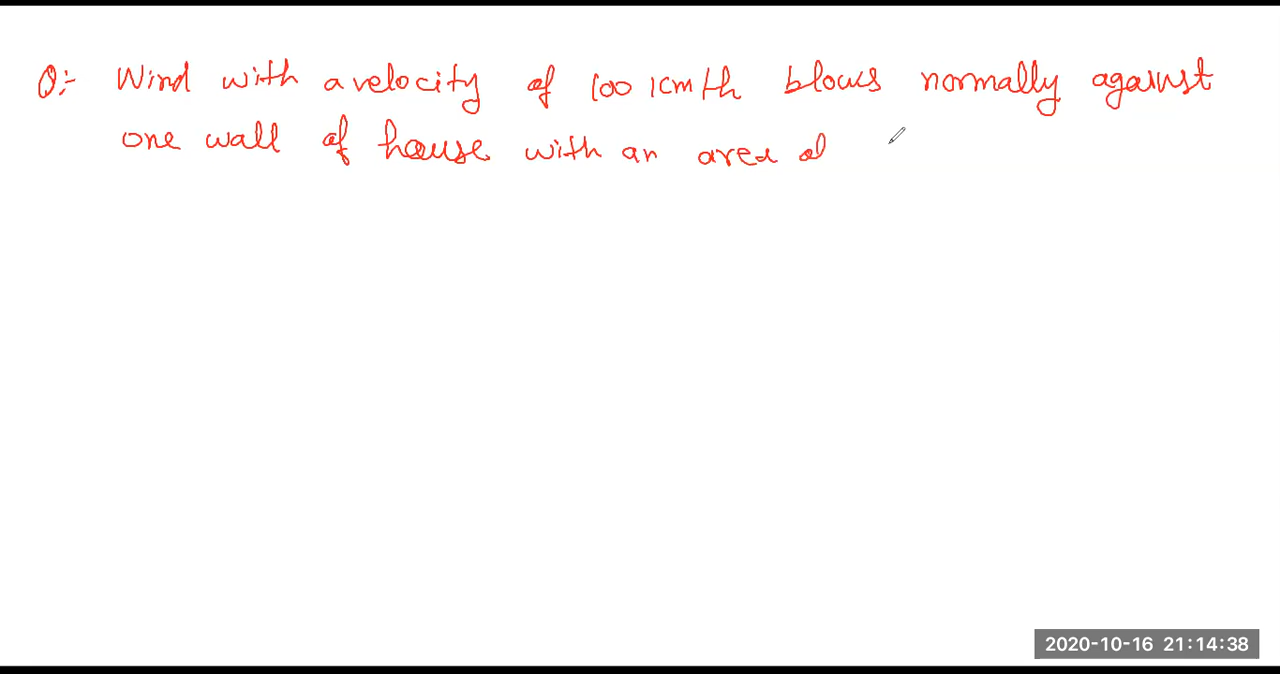 Q:- Wind with a velocity of 100 km/h blows normally against
one wall of house with an area of
2020-10-16 21:14:38